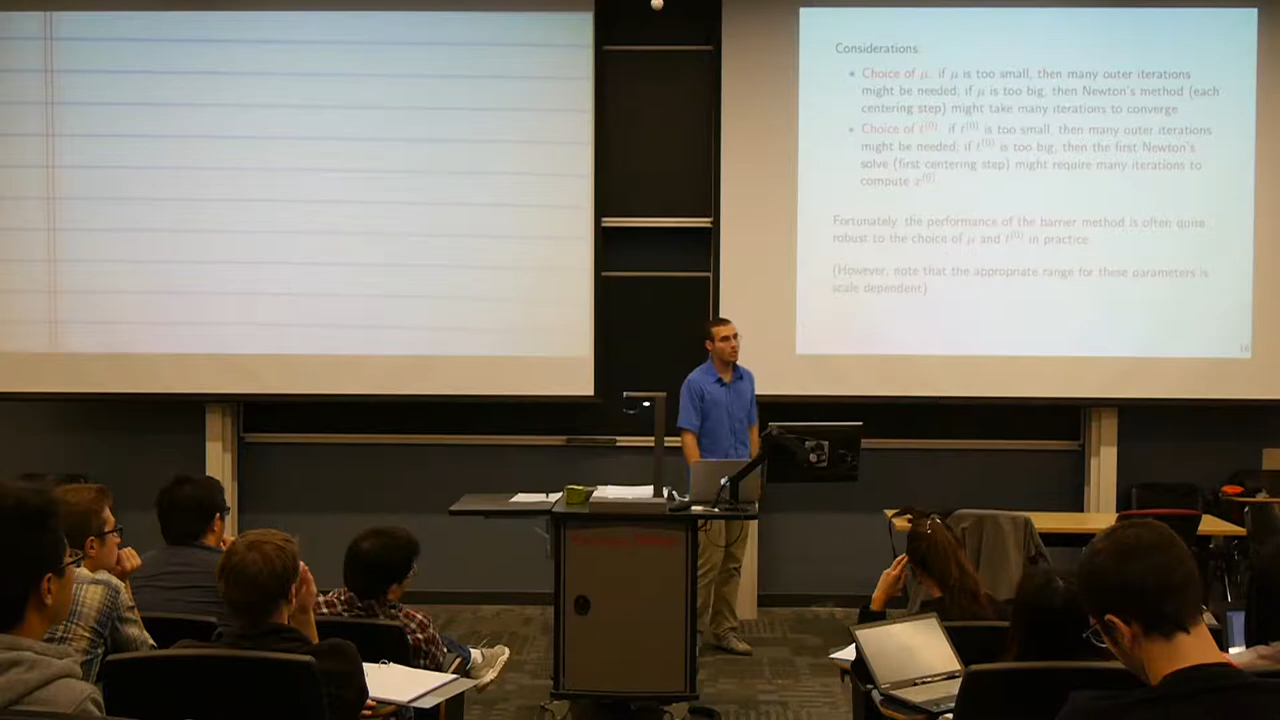 Considerations:
• Choice of μ: if μ is too small, then many outer iterations
might be needed; if μ is too big, then Newton's method (each
centering step) might take many iterations to converge
• Choice of t⁽⁰⁾: if t⁽⁰⁾ is too small, then many outer iterations
might be needed; if t⁽⁰⁾ is too big, then the first Newton's
solve (first centering step) might require many iterations to
compute x⁽⁰⁾
Fortunately, the performance of the barrier method is often quite
robust to the choice of μ and t⁽⁰⁾ in practice
(However, note that the appropriate range for these parameters is
scale dependent)
16